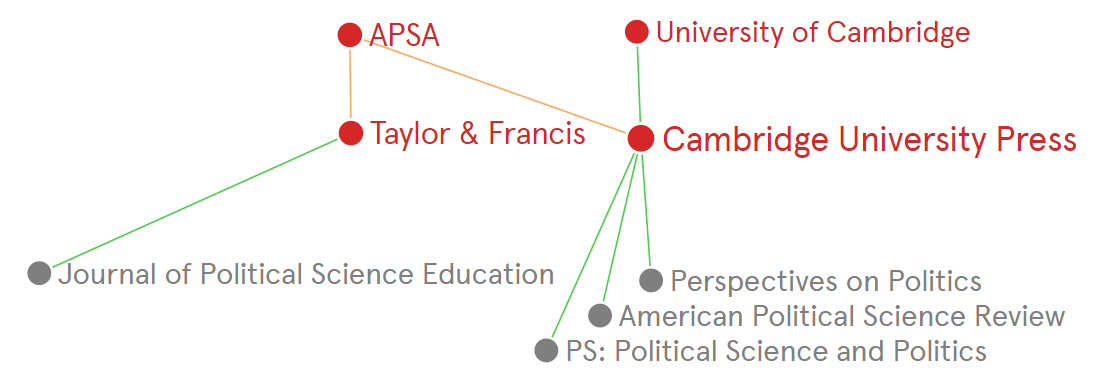 APSA
University of Cambridge
Taylor & Francis
Cambridge University Press
Journal of Political Science Education
Perspectives on Politics
American Political Science Review
PS: Political Science and Politics